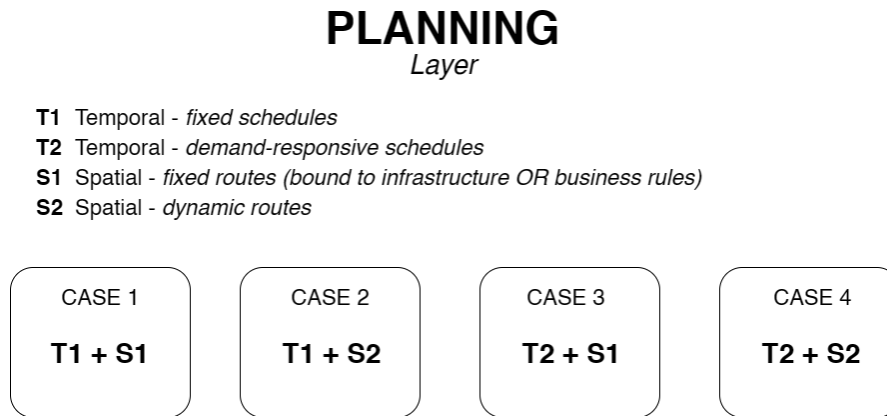 PLANNING
Layer
T1 Temporal - fixed schedules
T2 Temporal - demand-responsive schedules
S1 Spatial - fixed routes (bound to infrastructure OR business rules)
S2 Spatial - dynamic routes
CASE 1
T1 + S1
CASE 2
T1 + S2
CASE 3
T2 + S1
CASE 4
T2 + S2